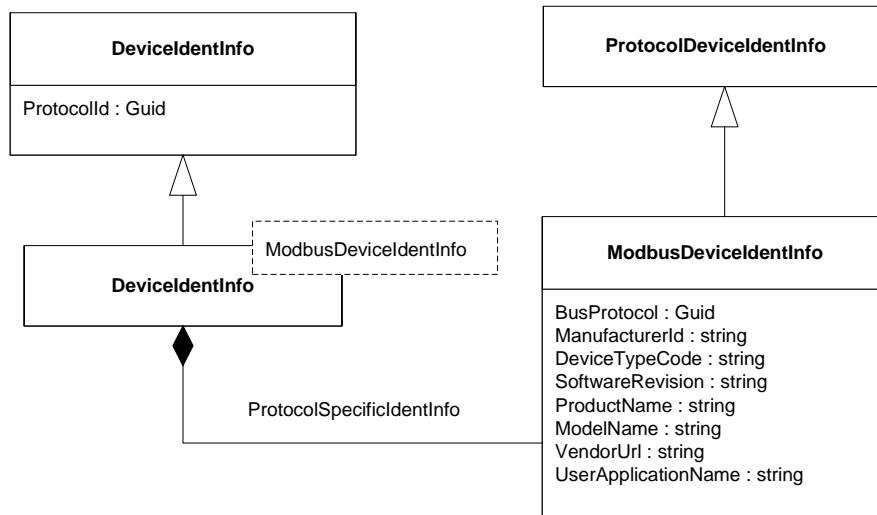 DeviceIdentInfo
ProtocolId : Guid
ProtocolDeviceIdentInfo
ModbusDeviceIdentInfo
DeviceIdentInfo
ModbusDeviceIdentInfo
BusProtocol : Guid
ManufacturerId : string
DeviceTypeCode : string
SoftwareRevision : string
ProductName : string
ModelName : string
VendorUrl : string
UserApplicationName : string
ProtocolSpecificIdentInfo